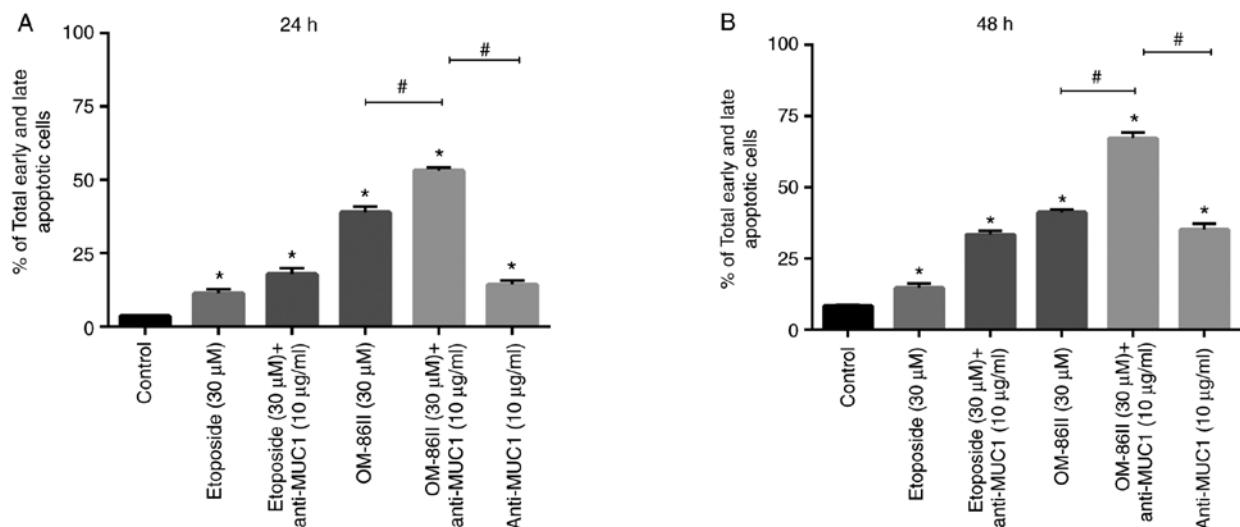 A
24 h
% of Total early and late
apoptotic cells
100
75
50
25
0
#
#
*
*
*
*
*
Control
Etoposide (30 µM)
Etoposide (30 µM)+
anti-MUC1 (10 µg/ml)
OM-86II (30 µM)
OM-86II (30 µM)+
anti-MUC1 (10 µg/ml)
Anti-MUC1 (10 µg/ml)
B
48 h
% of Total early and late
apoptotic cells
100
75
50
25
0
#
#
*
*
*
*
*
Control
Etoposide (30 µM)
Etoposide (30 µM)+
anti-MUC1 (10 µg/ml)
OM-86II (30 µM)
OM-86II (30 µM)+
anti-MUC1 (10 µg/ml)
Anti-MUC1 (10 µg/ml)